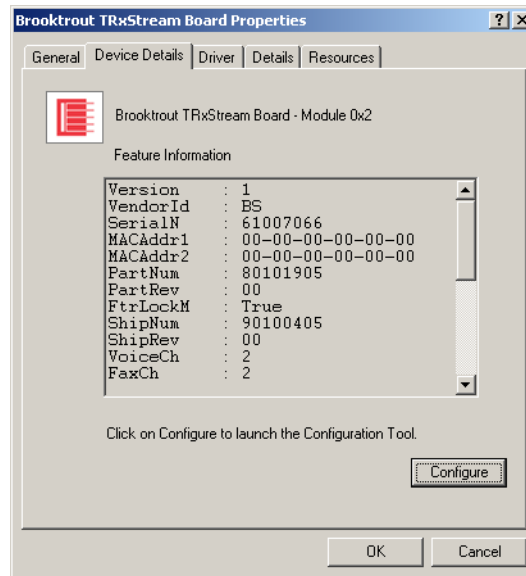 Brooktrout TRxStream Board Properties
General Device Details Driver Details Resources
Brooktrout TRxStream Board - Module 0x2
Feature Information
Version : 1
VendorId : BS
SerialN : 61007066
MACAddr1 : 00-00-00-00-00-00
MACAddr2 : 00-00-00-00-00-00
PartNum : 80101905
PartRev : 00
FtrLockM : True
ShipNum : 90100405
ShipRev : 00
VoiceCh : 2
FaxCh : 2
Click on Configure to launch the Configuration Tool.
Configure
OK Cancel